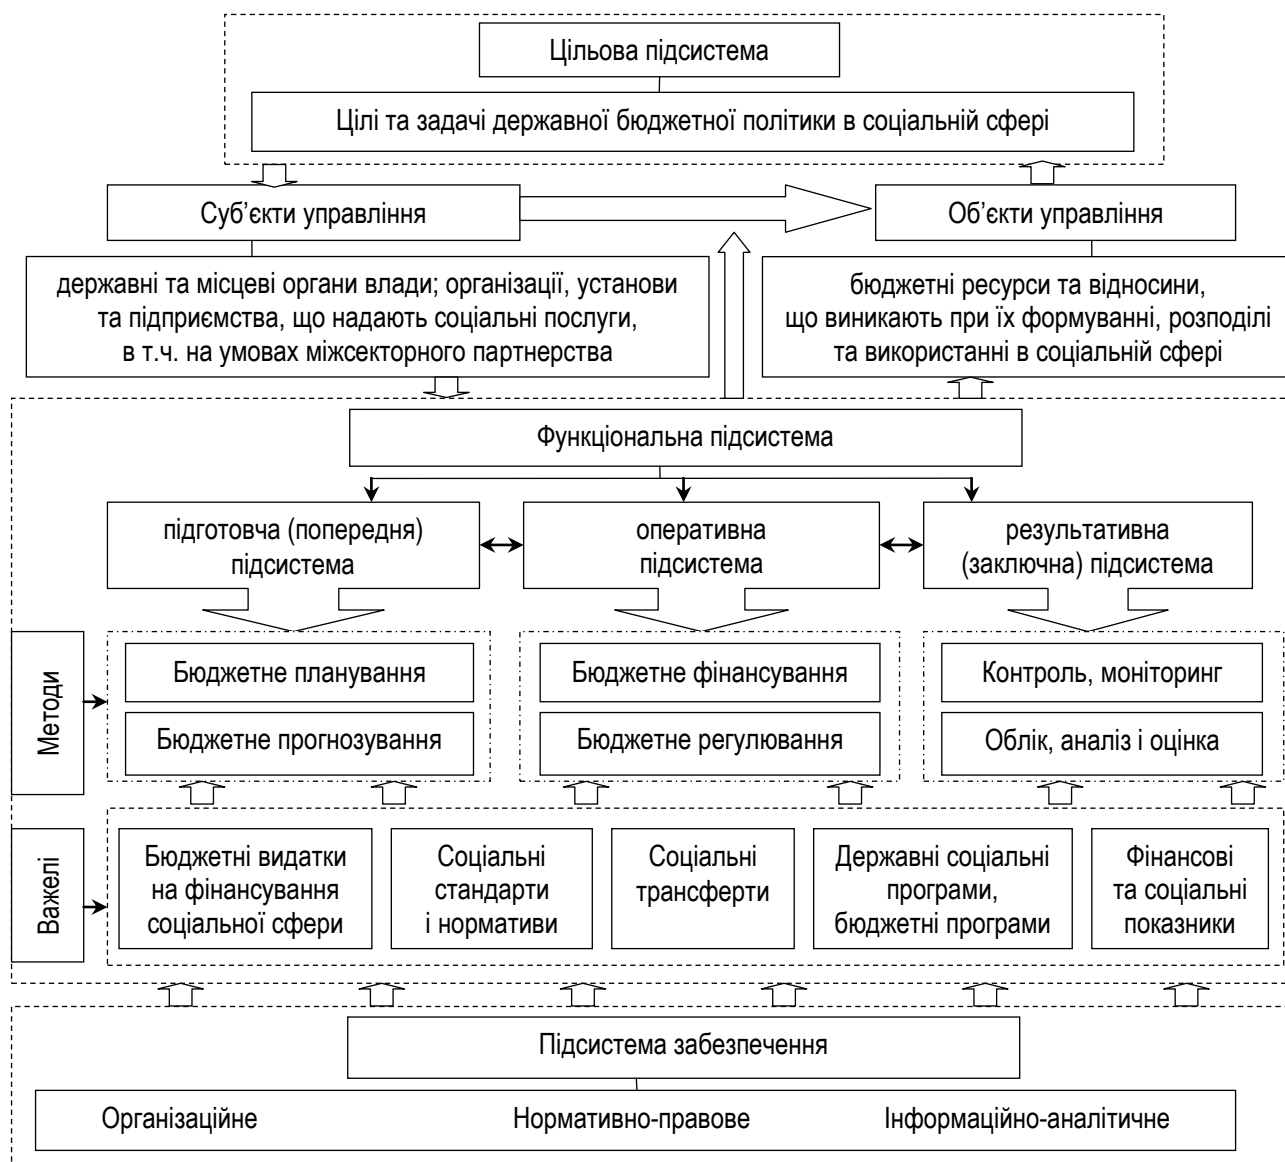 Цільова підсистема
Цілі та задачі державної бюджетної політики в соціальній сфері
Суб’єкти управління
Об’єкти управління
державні та місцеві органи влади; організації, установи
та підприємства, що надають соціальні послуги,
в т.ч. на умовах міжсекторного партнерства
бюджетні ресурси та відносини,
що виникають при їх формуванні, розподілі
та використанні в соціальній сфері
Функціональна підсистема
підготовча (попередня)
підсистема
оперативна
підсистема
результативна
(заключна) підсистема
Методи
Бюджетне планування
Бюджетне прогнозування
Бюджетне фінансування
Бюджетне регулювання
Контроль, моніторинг
Облік, аналіз і оцінка
Важелі
Бюджетні видатки
на фінансування
соціальної сфери
Соціальні
стандарти
і нормативи
Соціальні
трансферти
Державні соціальні
програми,
бюджетні програми
Фінансові
та соціальні
показники
Підсистема забезпечення
Організаційне
Нормативно-правове
Інформаційно-аналітичне